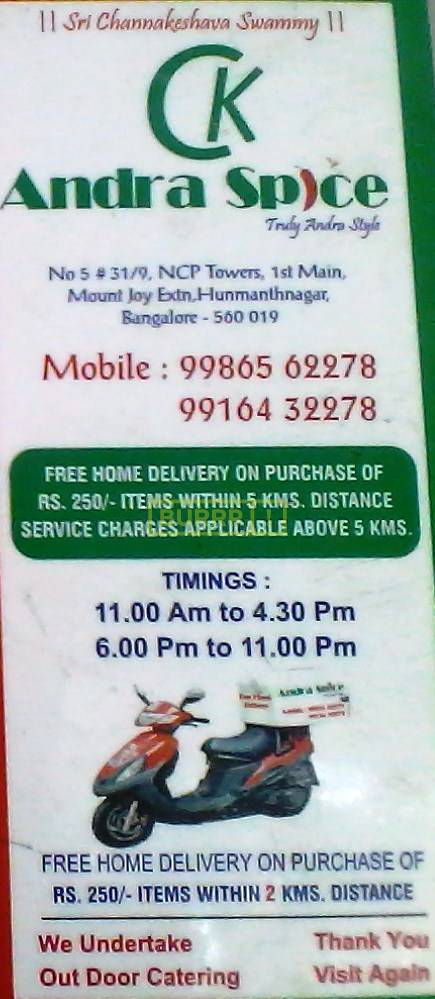 || Sri Channakeshava Swammy ||
CK
Andra Spice
Truly Andra Style
No 5 # 31/9, NCP Towers, 1st Main,
Mount Joy Extn,Hunmanthnagar,
Bangalore - 560 019
Mobile : 99865 62278
99164 32278
FREE HOME DELIVERY ON PURCHASE OF
RS. 250/- ITEMS WITHIN 5 KMS. DISTANCE
SERVICE CHARGES APPLICABLE ABOVE 5 KMS.
TIMINGS :
11.00 Am to 4.30 Pm
6.00 Pm to 11.00 Pm
Andra Spice
FREE HOME DELIVERY ON PURCHASE OF
RS. 250/- ITEMS WITHIN 2 KMS. DISTANCE
We Undertake Thank You
Out Door Catering Visit Again